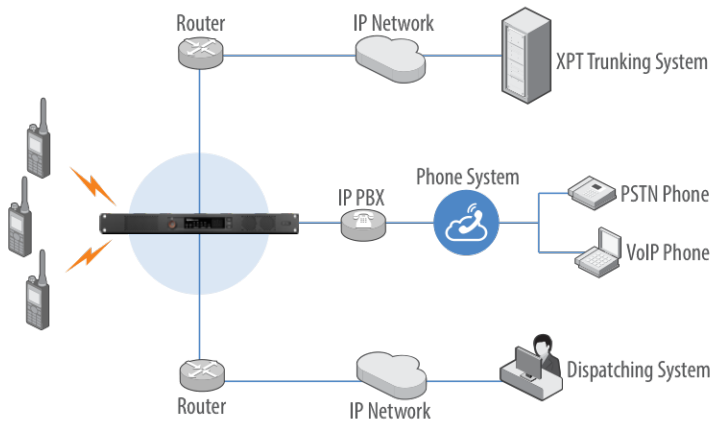 Router
IP Network
XPT Trunking System
IP PBX
Phone System
PSTN Phone
VoIP Phone
Dispatching System
Router
IP Network